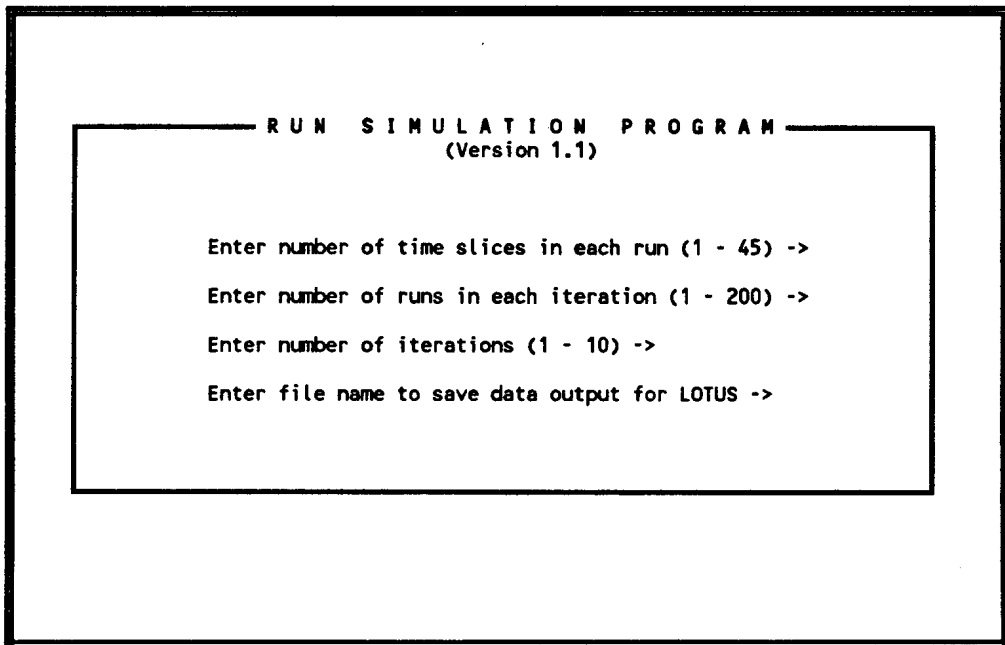 RUN SIMULATION PROGRAM
(Version 1.1)
Enter number of time slices in each run (1 - 45) ->
Enter number of runs in each iteration (1 - 200) ->
Enter number of iterations (1 - 10) ->
Enter file name to save data output for LOTUS ->